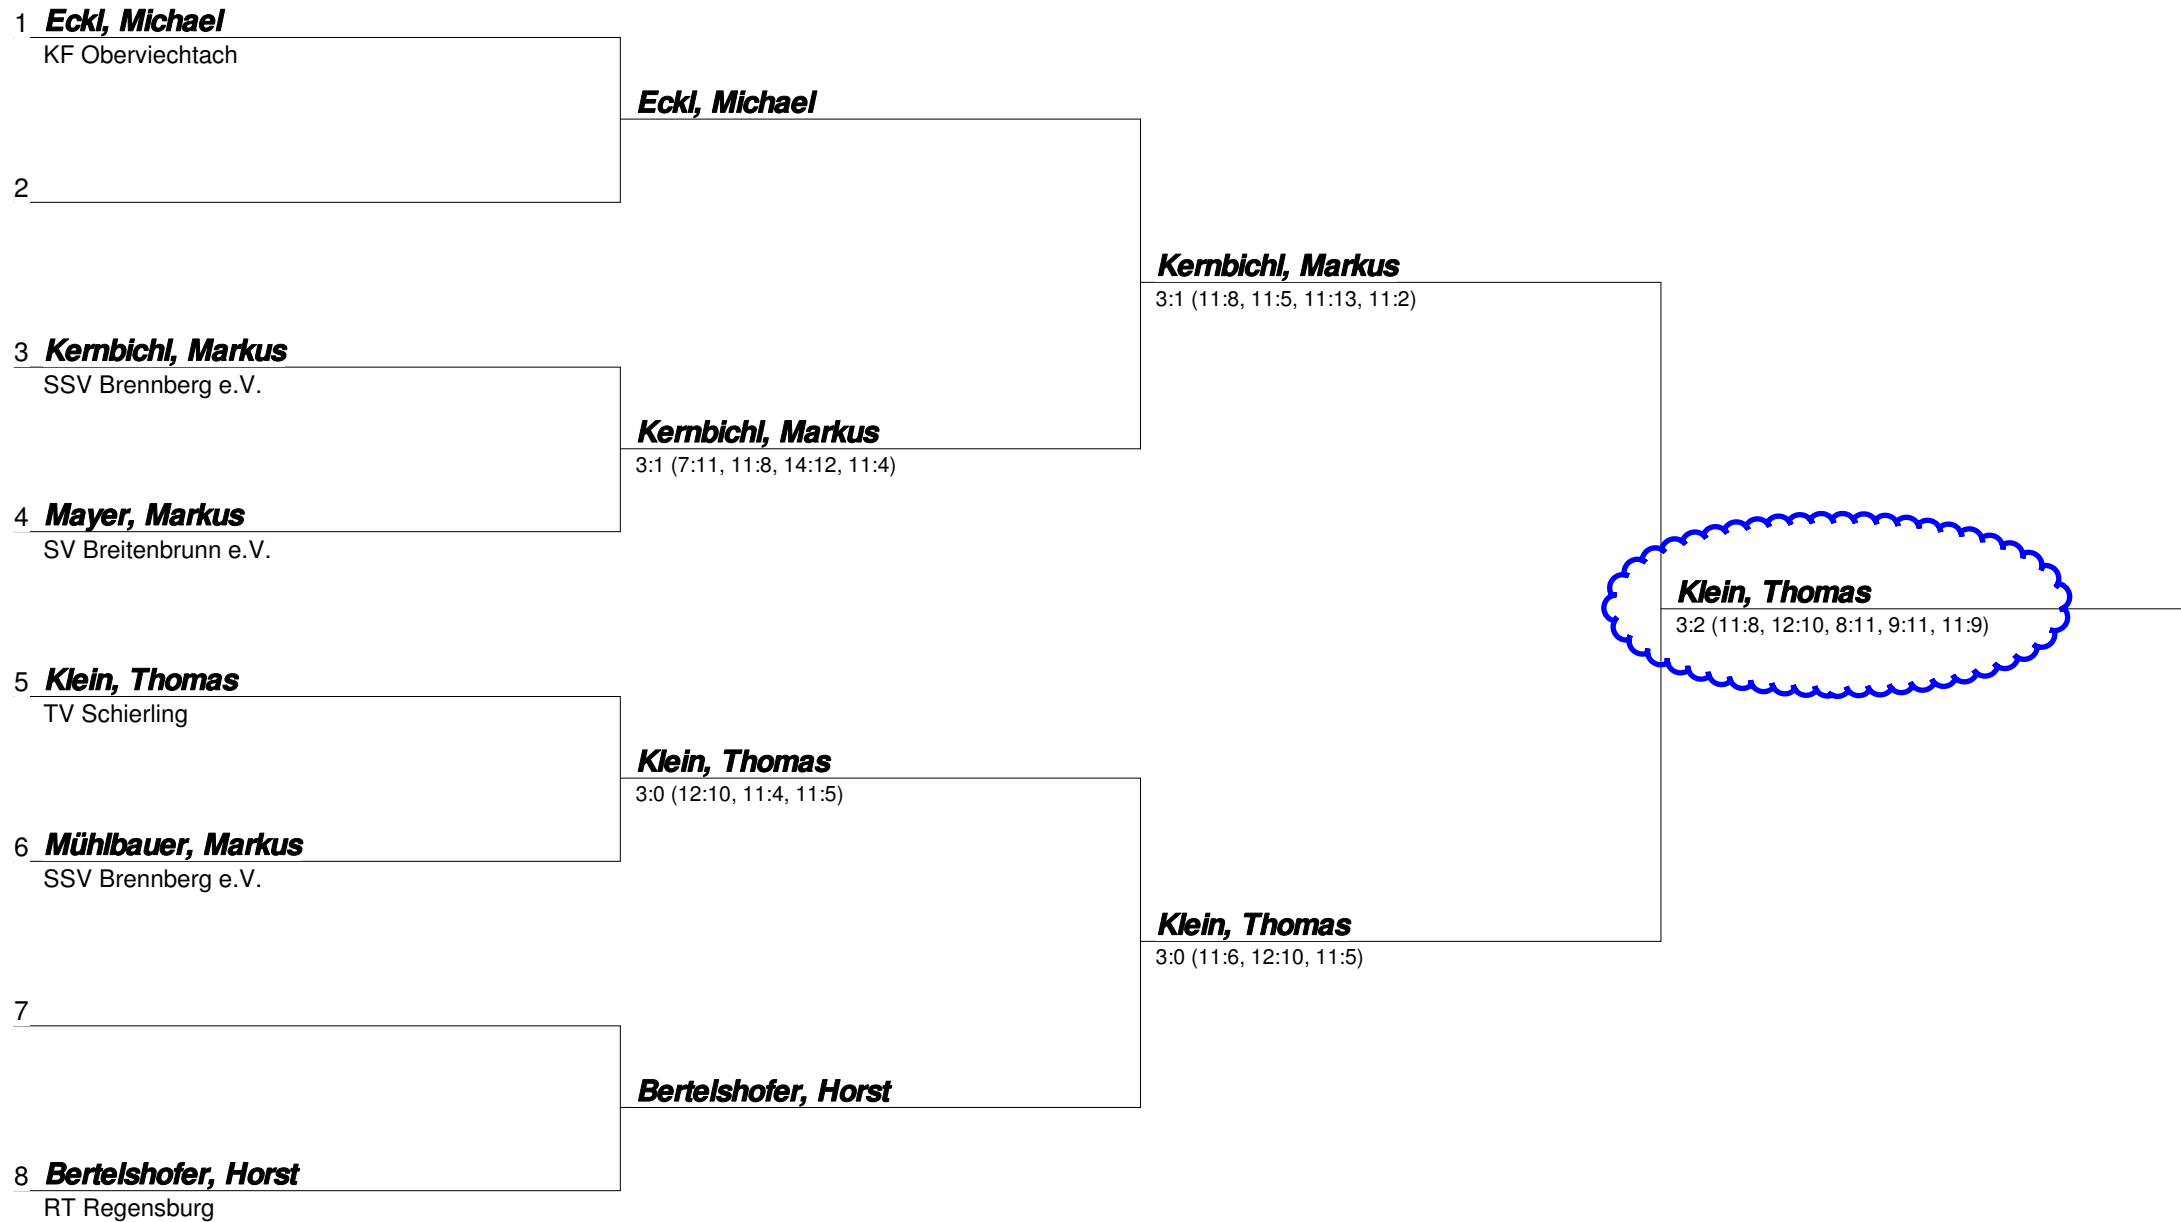 1 Eckl, Michael
KF Oberviechtach
Eckl, Michael
2
Kernbichl, Markus
3:1 (11:8, 11:5, 11:13, 11:2)
3 Kernbichl, Markus
SSV Brennberg e.V.
Kernbichl, Markus
3:1 (7:11, 11:8, 14:12, 11:4)
4 Mayer, Markus
SV Breitenbrunn e.V.
Klein, Thomas
3:2 (11:8, 12:10, 8:11, 9:11, 11:9)
5 Klein, Thomas
TV Schierling
Klein, Thomas
3:0 (12:10, 11:4, 11:5)
6 Mühlbauer, Markus
SSV Brennberg e.V.
Klein, Thomas
3:0 (11:6, 12:10, 11:5)
7
Bertelshofer, Horst
8 Bertelshofer, Horst
RT Regensburg